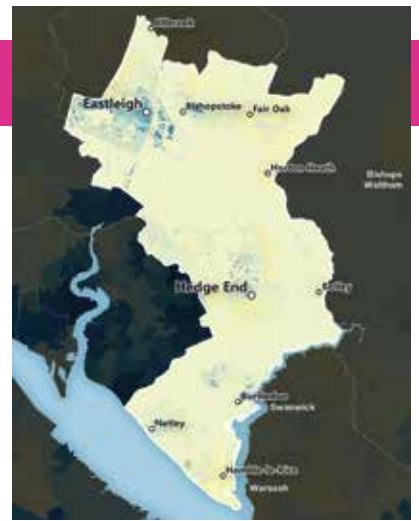 Eastleigh
Bishopstoke
Fair Oak
Horton Heath
Bishops
Waltham
Hedge End
Botley
Bursledon
Swanwick
Netley
Hamble-le-Rice
Warsash